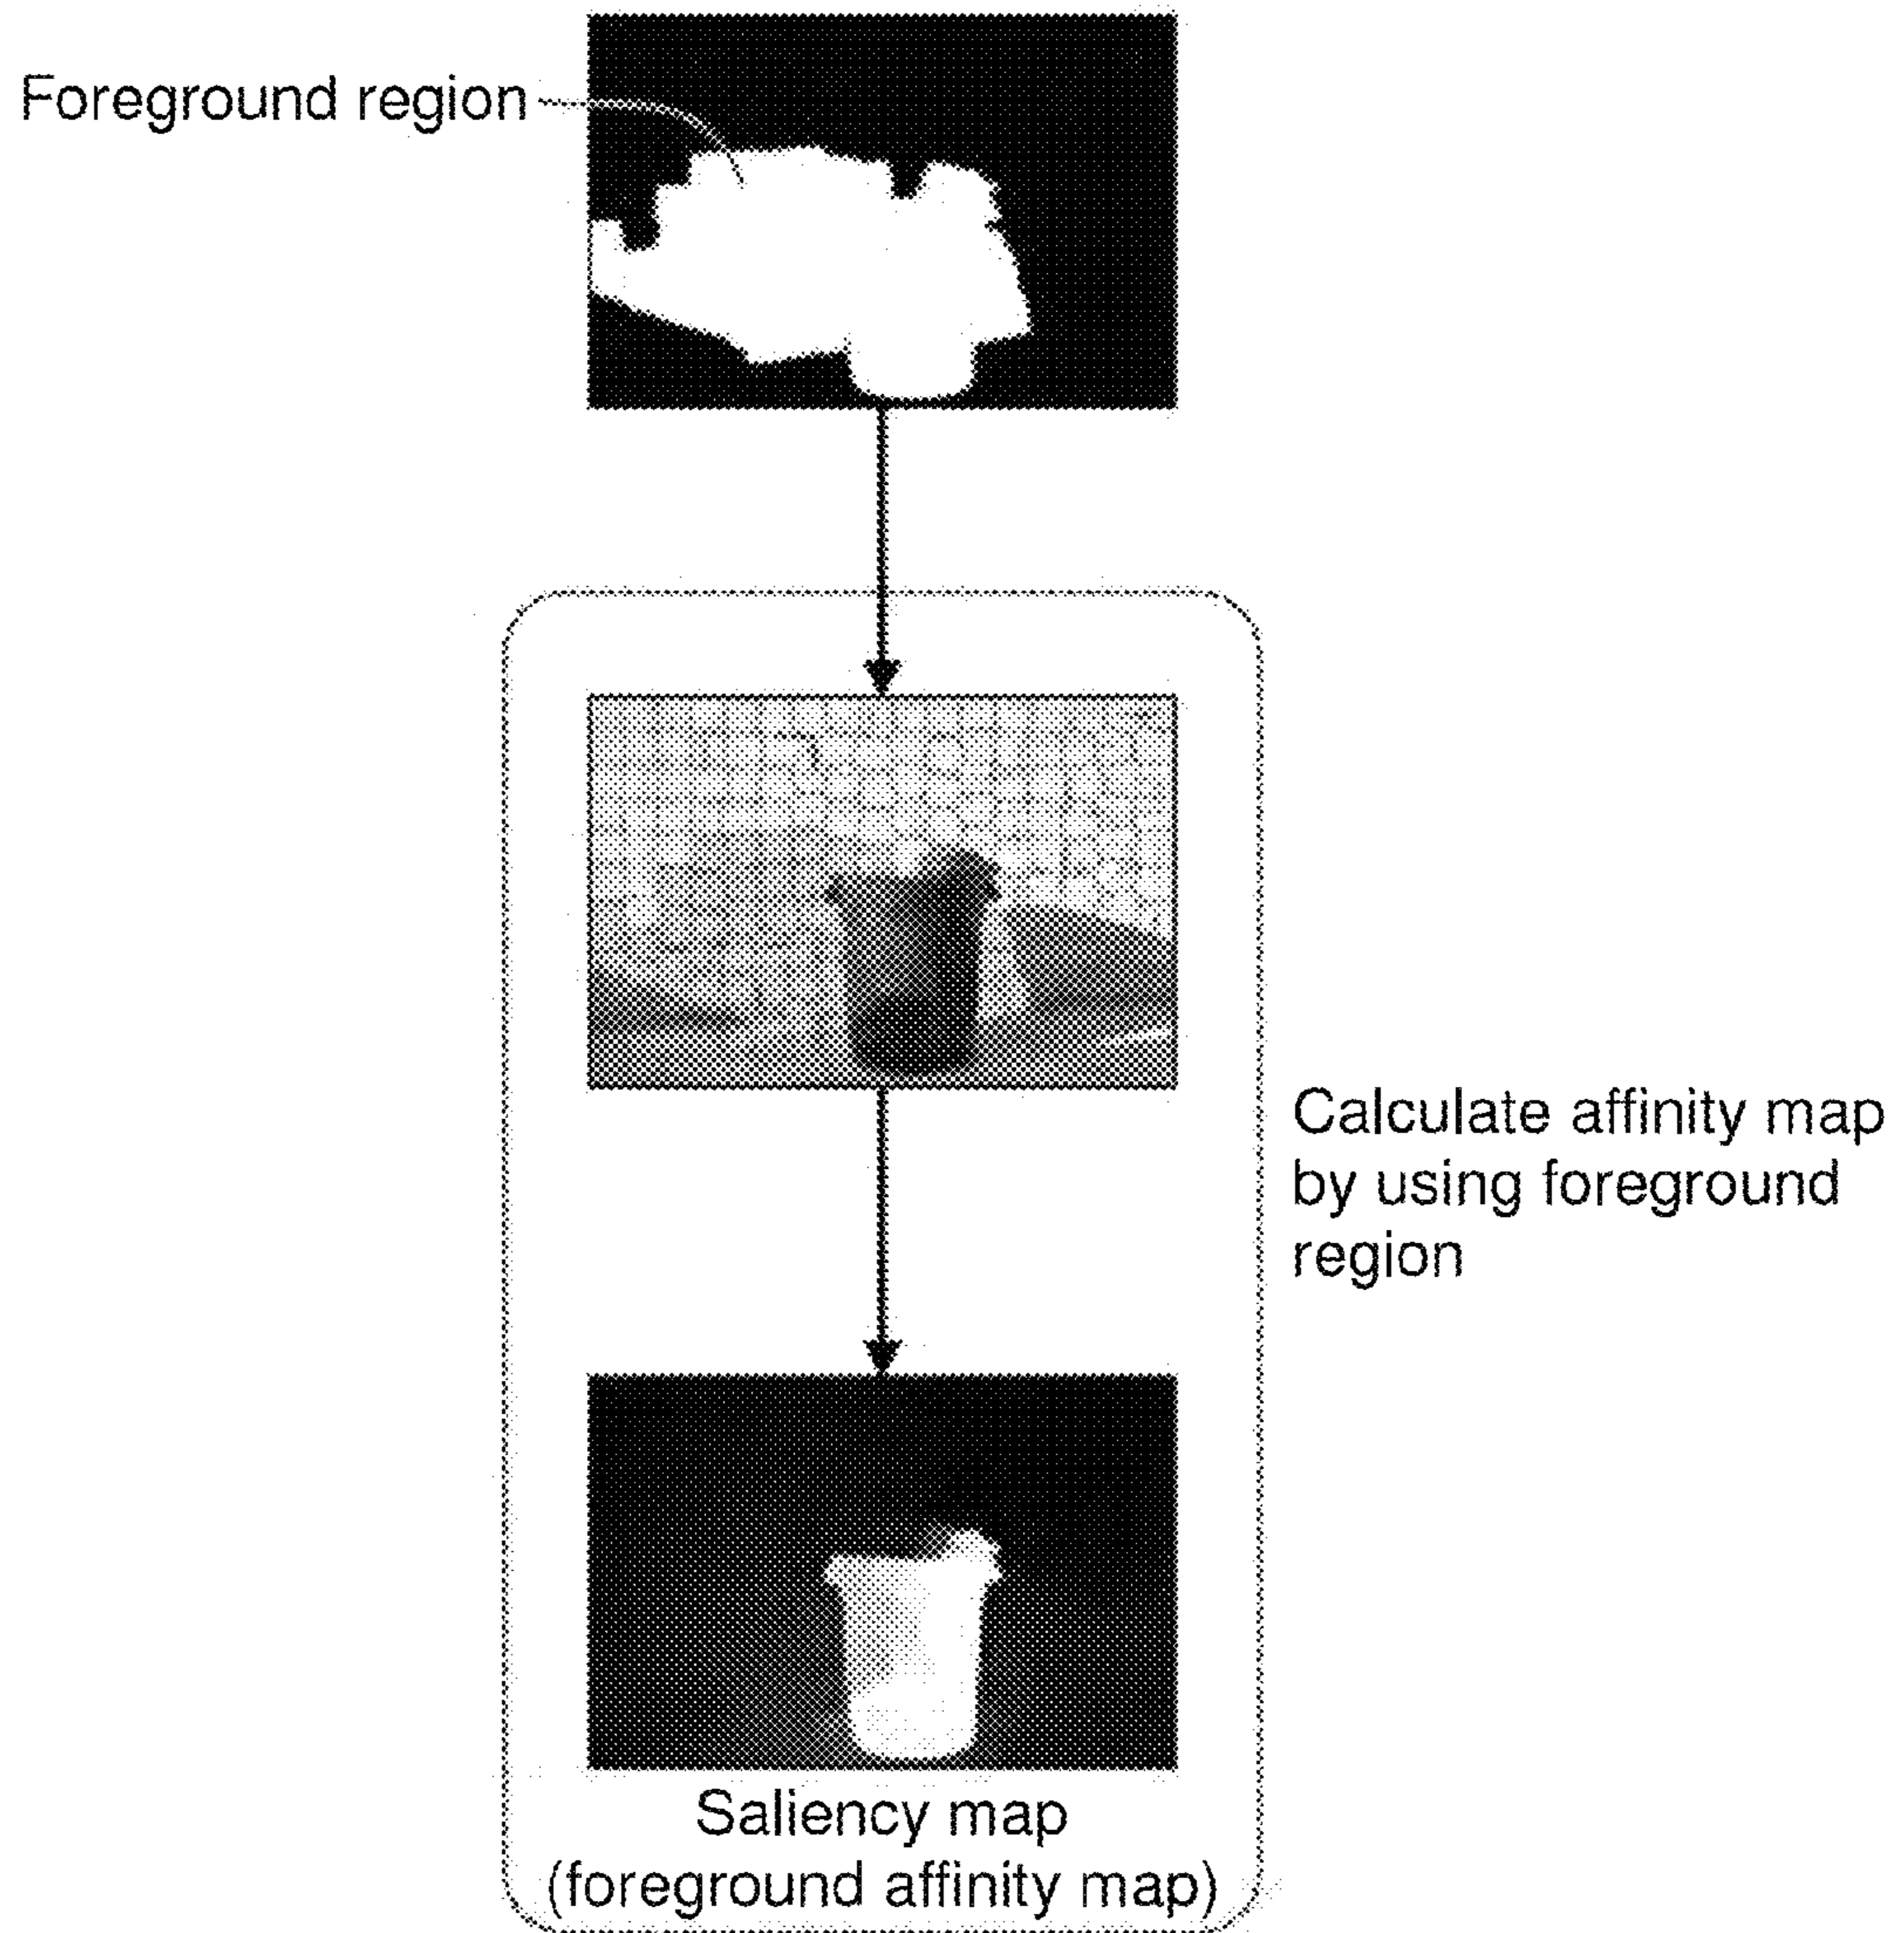 Foreground region
Calculate affinity map
by using foreground
region
Saliency map
(foreground affinity map)